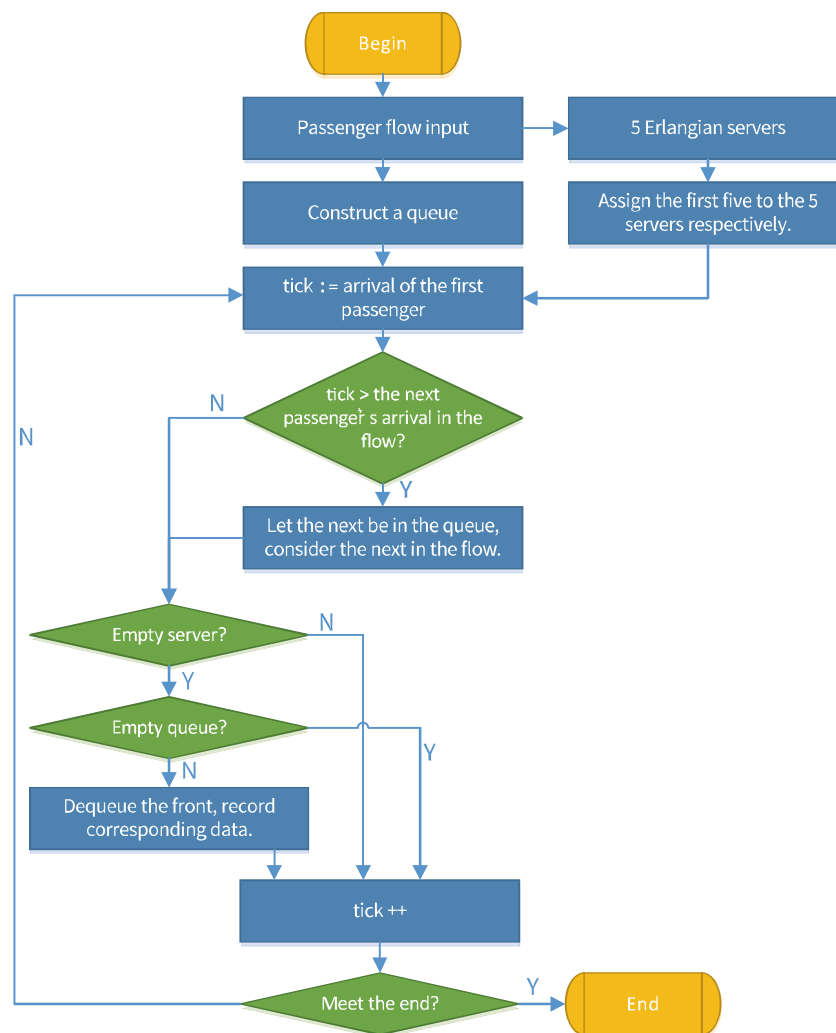 Begin
Passenger flow input
5 Erlangian servers
Construct a queue
Assign the first five to the 5
servers respectively.
tick := arrival of the first
passenger
tick > the next
passenger's arrival in the
flow?
N
N
Y
Let the next be in the queue,
consider the next in the flow.
Empty server?
N
Y
Empty queue?
Y
N
Dequeue the front, record
corresponding data.
tick ++
Meet the end?
Y
End